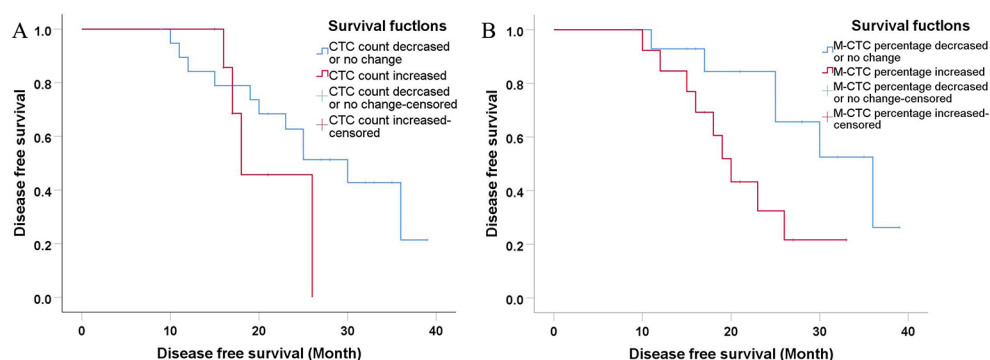 A
Survival fuctlons
CTC count decrcased
or no change
CTC count increased
CTC count decrcased
or no change-censored
CTC count increased-
censored
Disease free survival
1.0
0.8
0.6
0.4
0.2
0.0
0
10
20
30
40
Disease free survival (Month)
B
Survival fuctlons
M-CTC percentage decrcased
or no change
M-CTC percentage increased
M-CTC percentage decrcased
or no change-censored
M-CTC percentage increased-
censored
Disease free survival
1.0
0.8
0.6
0.4
0.2
0.0
0
10
20
30
40
Disease free survival (Month)